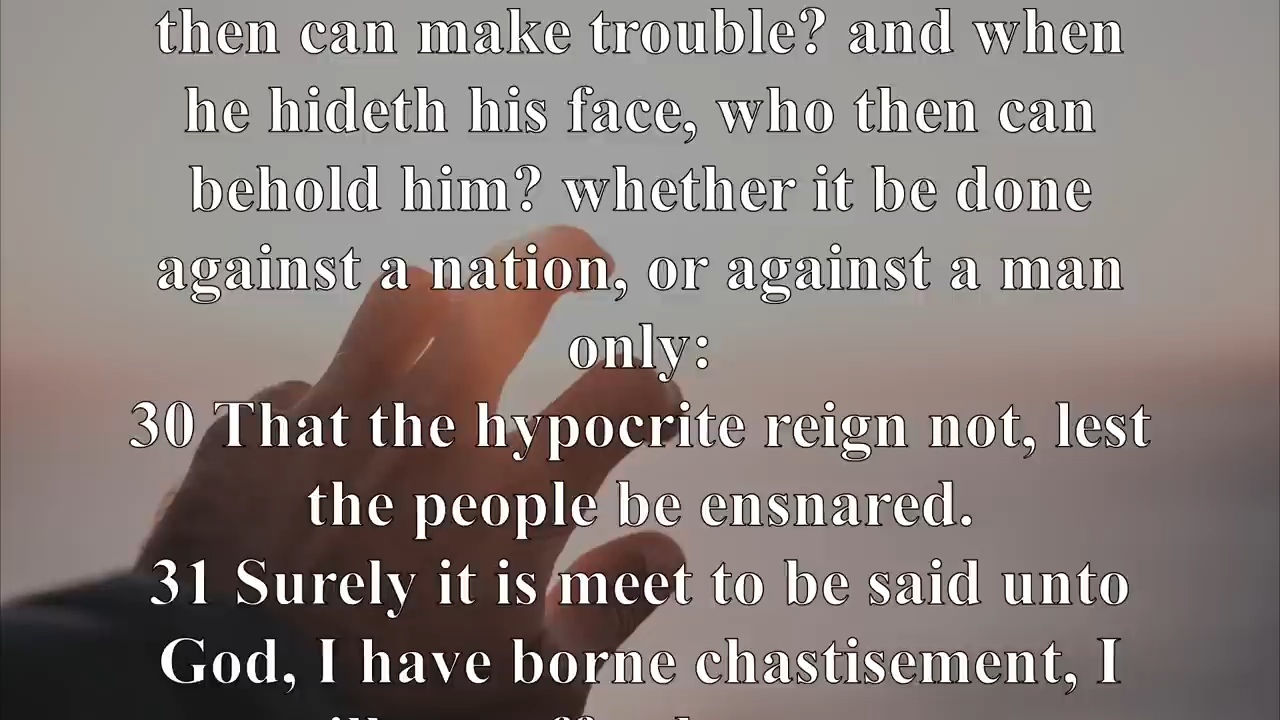 then can make trouble? and when
he hideth his face, who then can
behold him? whether it be done
against a nation, or against a man
only:
30 That the hypocrite reign not, lest
the people be ensnared.
31 Surely it is meet to be said unto
God, I have borne chastisement, I